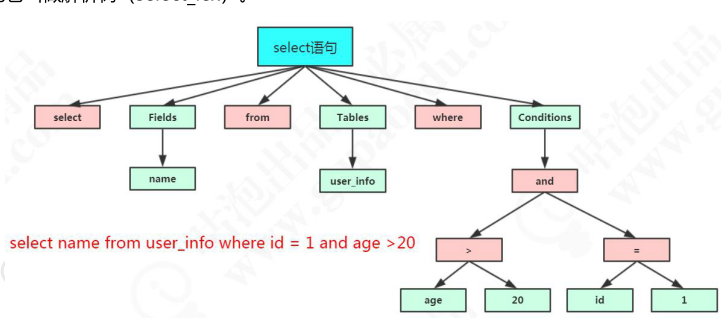 (select_lex)。
select语句
select Fields from Tables where Conditions
name user_info and
select name from user_info where id = 1 and age >20
> =
age 20 id 1